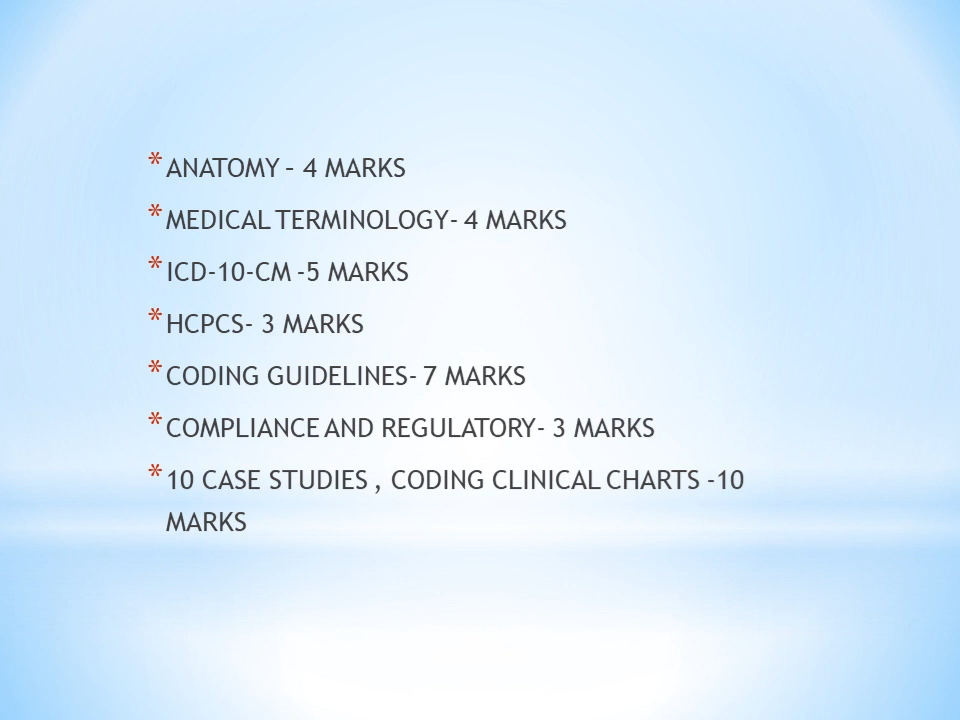 * ANATOMY – 4 MARKS
* MEDICAL TERMINOLOGY- 4 MARKS
* ICD-10-CM -5 MARKS
* HCPCS- 3 MARKS
* CODING GUIDELINES- 7 MARKS
* COMPLIANCE AND REGULATORY- 3 MARKS
* 10 CASE STUDIES , CODING CLINICAL CHARTS -10
MARKS